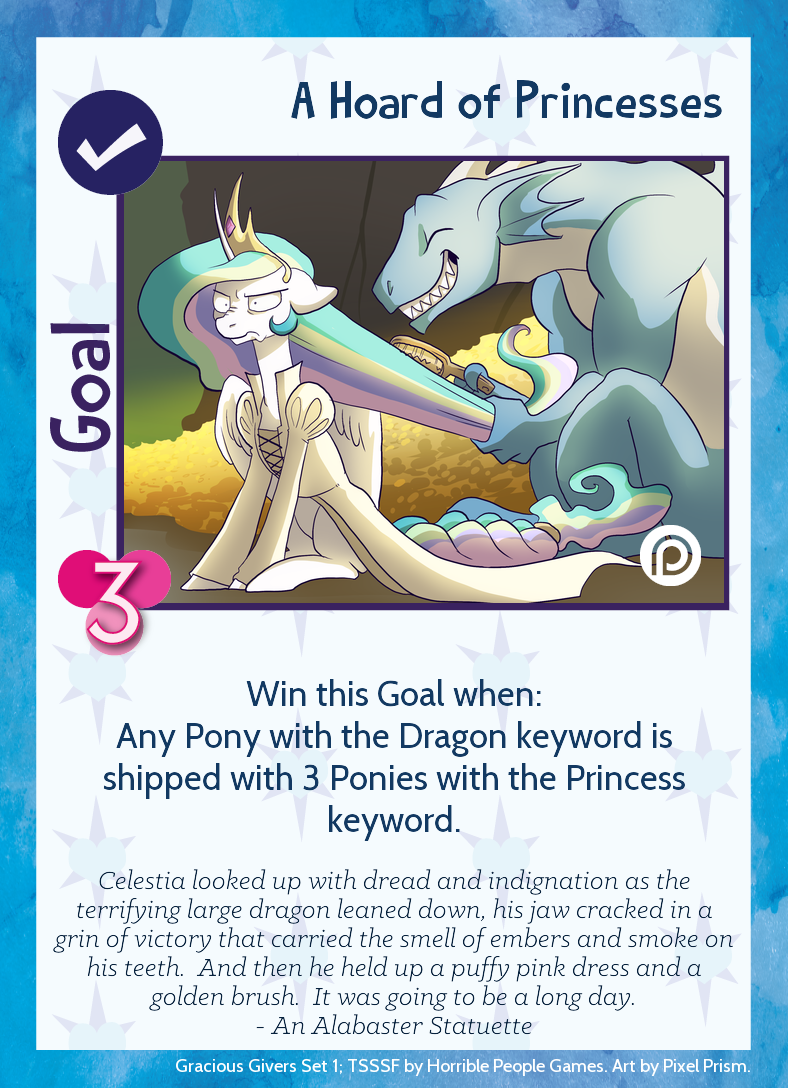 A Hoard of Princesses
Goal
3
Win this Goal when:
Any Pony with the Dragon keyword is
shipped with 3 Ponies with the Princess
keyword.
Celestia looked up with dread and indignation as the
terrifying large dragon leaned down, his jaw cracked in a
grin of victory that carried the smell of embers and smoke on
his teeth.  And then he held up a puffy pink dress and a
golden brush.  It was going to be a long day.
- An Alabaster Statuette
Gracious Givers Set 1; TSSSF by Horrible People Games. Art by Pixel Prism.